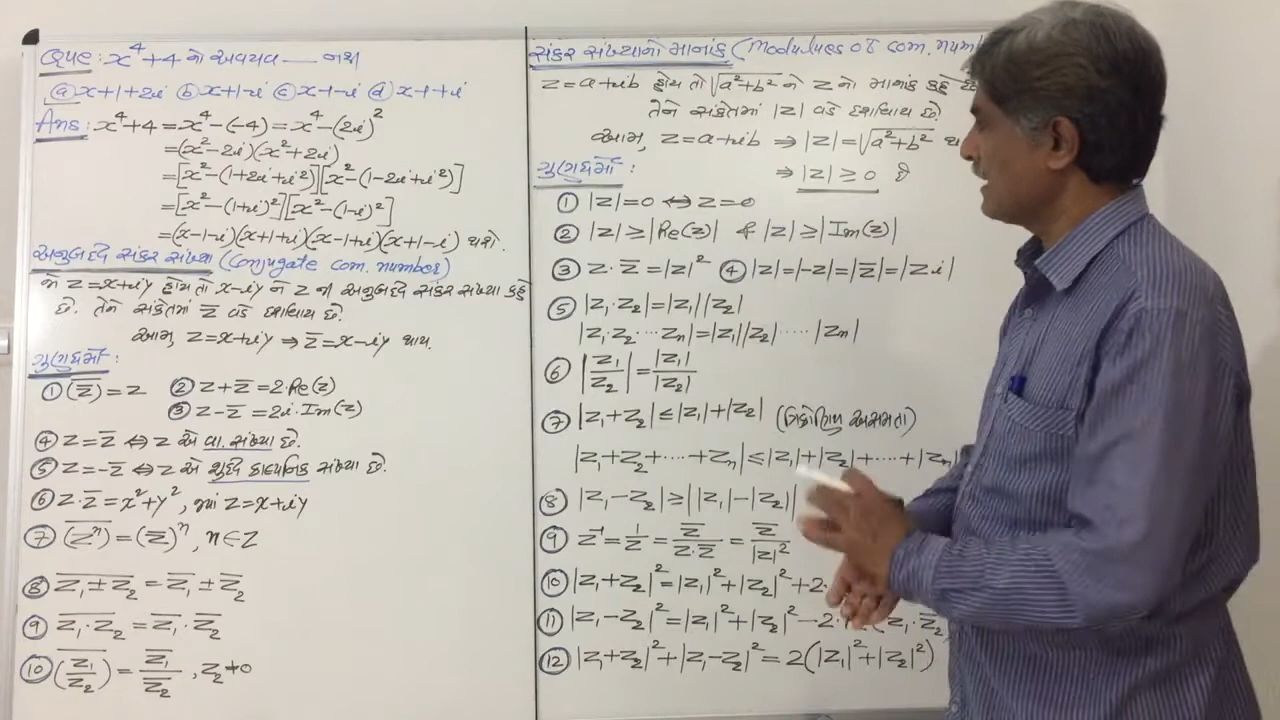 Que: x⁴+4 નો અવયવ ___ નથી
ⓐ x+1+2i ⓑ x+1-i ⓒ x-1-i ⓓ x-1+i
Ans: x⁴+4 = x⁴-(-4) = x⁴-(2i)²
=(x²-2i)(x²+2i)
=[x²-(1+2i+i²)][x²-(1-2i+i²)]
=[x²-(1+i)²][x²-(1-i)²]
=(x-1-i)(x+1+i)(x-1+i)(x+1-i) થશે.
અનુબદ્ધ સંકર સંખ્યા (Conjugate com. number)
જો z=x+iy હોય તો x-iy ને z ની અનુબદ્ધ સંકર સંખ્યા કહે
છે. તેને સંકેતમાં z̅ વડે દર્શાવાય છે.
આમ, z=x+iy ⇒ z̅=x-iy થાય.
ગુણધર્મો:
① (z̅)̅ = z ② z+z̅ = 2·Re(z)
③ z-z̅ = 2i·Im(z)
④ z=z̅ ⇔ z એ વા. સંખ્યા છે.
⑤ z=-z̅ ⇔ z એ શુદ્ધ કાલ્પનિક સંખ્યા છે.
⑥ z·z̅ = x²+y², જ્યાં z=x+iy
⑦ (zⁿ)̅ = (z̅)ⁿ, n∈Z
⑧ z̅₁̅±̅z̅₂̅ = z̅₁ ± z̅₂
⑨ z̅₁̅·̅z̅₂̅ = z̅₁·z̅₂
⑩ (z₁/z₂)̅ = z̅₁/z̅₂, z₂≠0
સંકર સંખ્યાનો માનાંક (Modulues of com. numb
z=a+ib હોય તો √(a²+b²) ને z નો માનાંક કહે
તેને સંકેતમાં |z| વડે દર્શાવાય છે.
આમ, z=a+ib ⇒ |z|=√(a²+b²)
ગુણધર્મો: ⇒ |z| ≥ 0 છે
① |z|=0 ⇔ z=0
② |z| ≥ |Re(z)| & |z| ≥ |Im(z)|
③ z·z̅ = |z|² ④ |z|=|-z|=|z̅|=|zi|
⑤ |z₁·z₂| = |z₁||z₂|
|z₁·z₂···zₙ| = |z₁||z₂|·····|zₙ|
⑥ |z₁/z₂| = |z₁|/|z₂|
⑦ |z₁+z₂| ≤ |z₁|+|z₂| (ત્રિકોણીય અસમતા)
|z₁+z₂+····+zₙ| ≤ |z₁|+|z₂|+····+|zₙ|
⑧ |z₁-z₂| ≥ ||z₁|-|z₂||
⑨ z⁻¹ = 1/z = z̅/(z·z̅) = z̅/|z|²
⑩ |z₁+z₂|² = |z₁|²+|z₂|²+2·
⑪ |z₁-z₂|² = |z₁|²+|z₂|²-2· (z₁·z̅₂
⑫ |z₁+z₂|²+|z₁-z₂|² = 2(|z₁|²+|z₂|²)